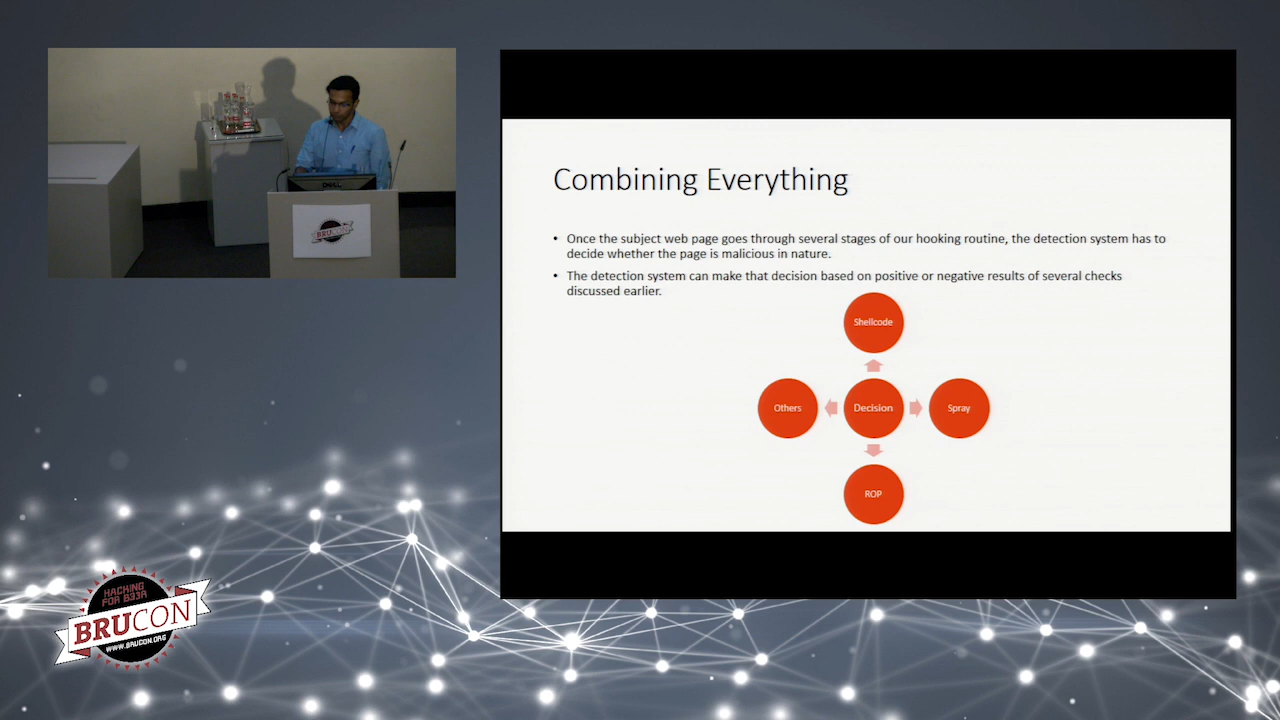 DELL
BRUCON
Combining Everything
• Once the subject web page goes through several stages of our hooking routine, the detection system has to
decide whether the page is malicious in nature.
• The detection system can make that decision based on positive or negative results of several checks
discussed earlier.
Shellcode
Others
Decision
Spray
ROP
HACKING
FOR B33R
BRUCON
WWW.BRUCON.ORG